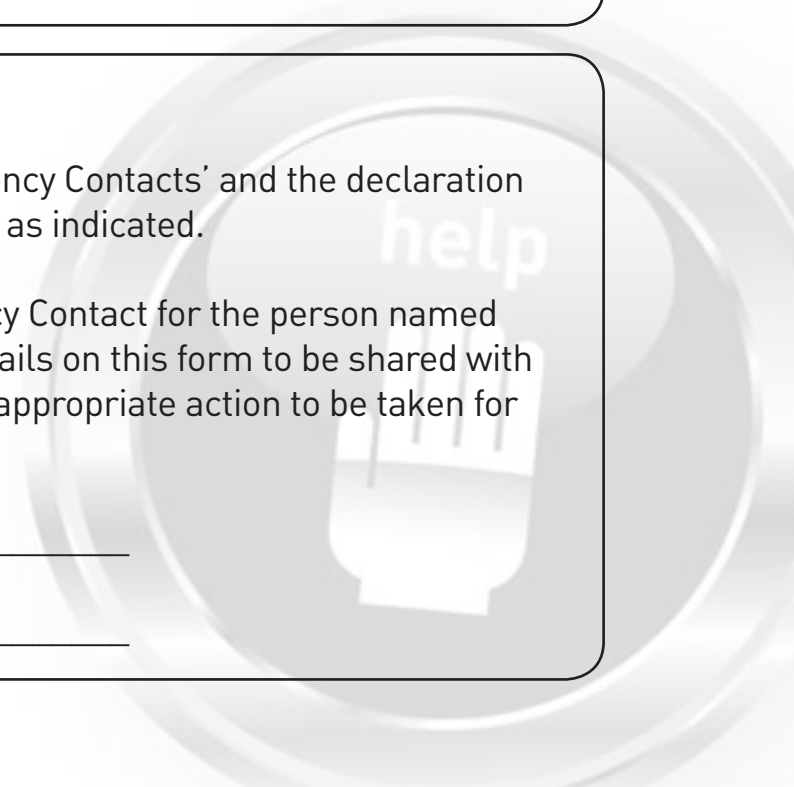 ncy Contacts’ and the declaration
as indicated.
help
y Contact for the person named
ails on this form to be shared with
appropriate action to be taken for